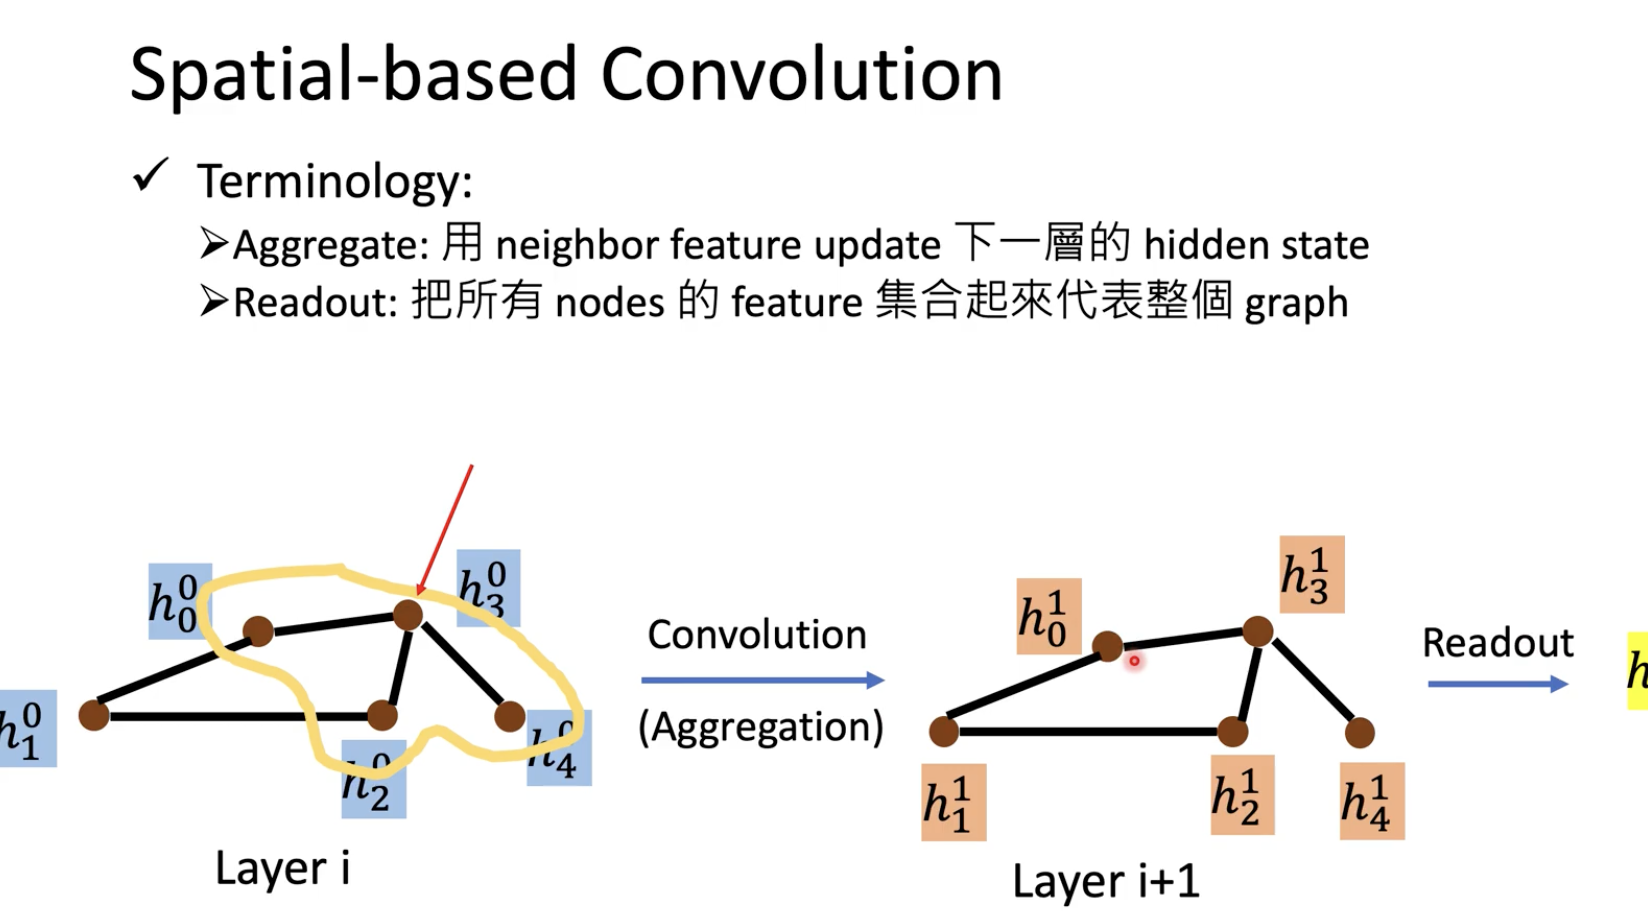 Spatial-based Convolution
✓ Terminology:
➢Aggregate: 用 neighbor feature update 下一層的 hidden state
➢Readout: 把所有 nodes 的 feature 集合起來代表整個 graph
h_0^0
h_3^0
h_1^0
h_2^0
h_4^0
Layer i
Convolution
(Aggregation)
h_0^1
h_3^1
h_1^1
h_2^1
h_4^1
Layer i+1
Readout
h